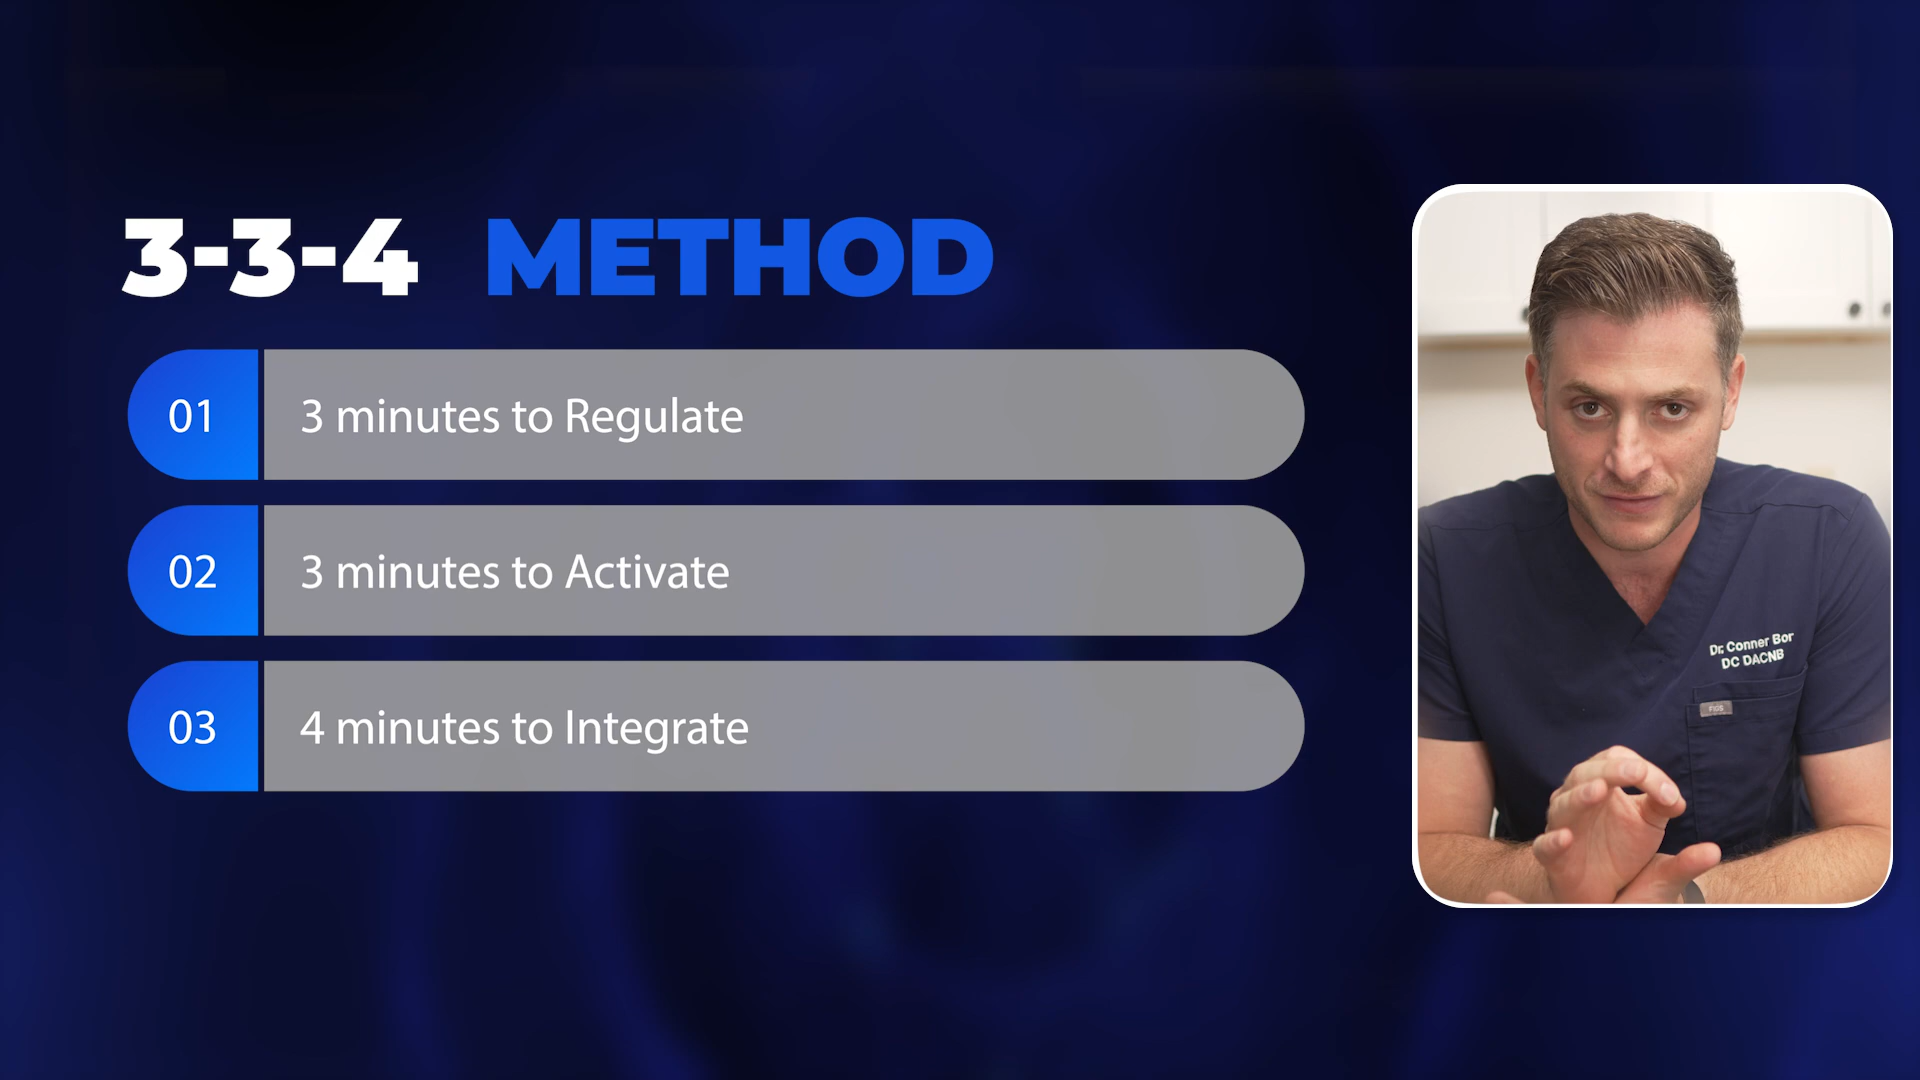 3-3-4 METHOD
01 3 minutes to Regulate
02 3 minutes to Activate
03 4 minutes to Integrate
Dr. Conner Bor
DC DACNB
FIGS